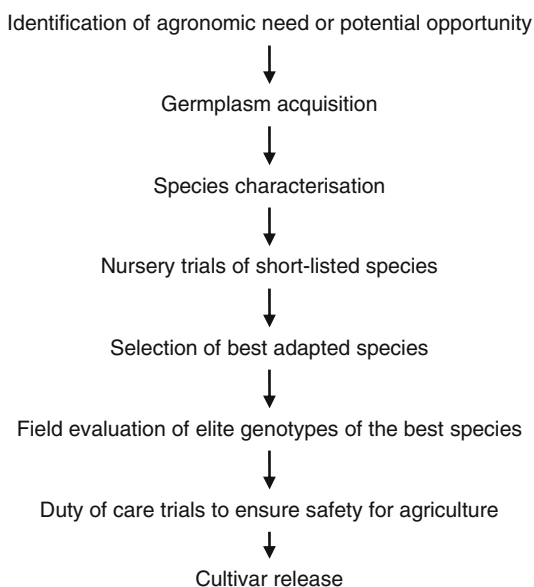 Identification of agronomic need or potential opportunity
Germplasm acquisition
Species characterisation
Nursery trials of short-listed species
Selection of best adapted species
Field evaluation of elite genotypes of the best species
Duty of care trials to ensure safety for agriculture
Cultivar release